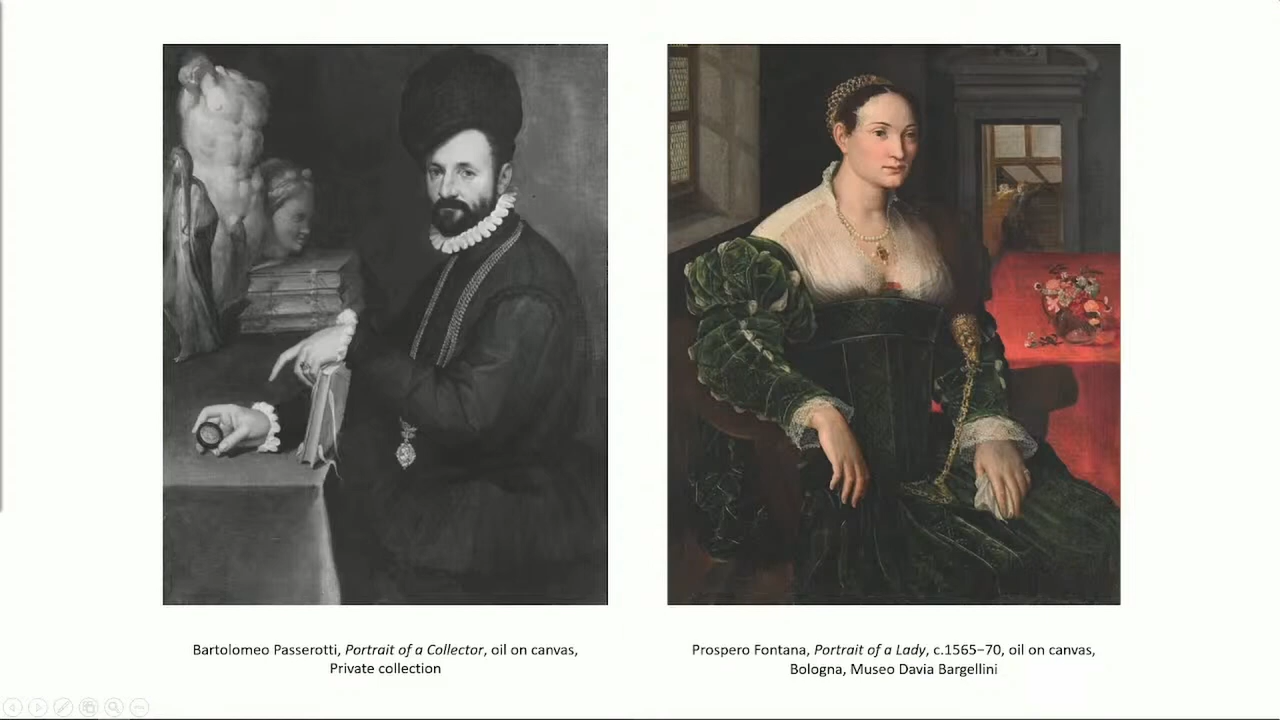 Bartolomeo Passerotti, Portrait of a Collector, oil on canvas,
Private collection
Prospero Fontana, Portrait of a Lady, c.1565–70, oil on canvas,
Bologna, Museo Davia Bargellini